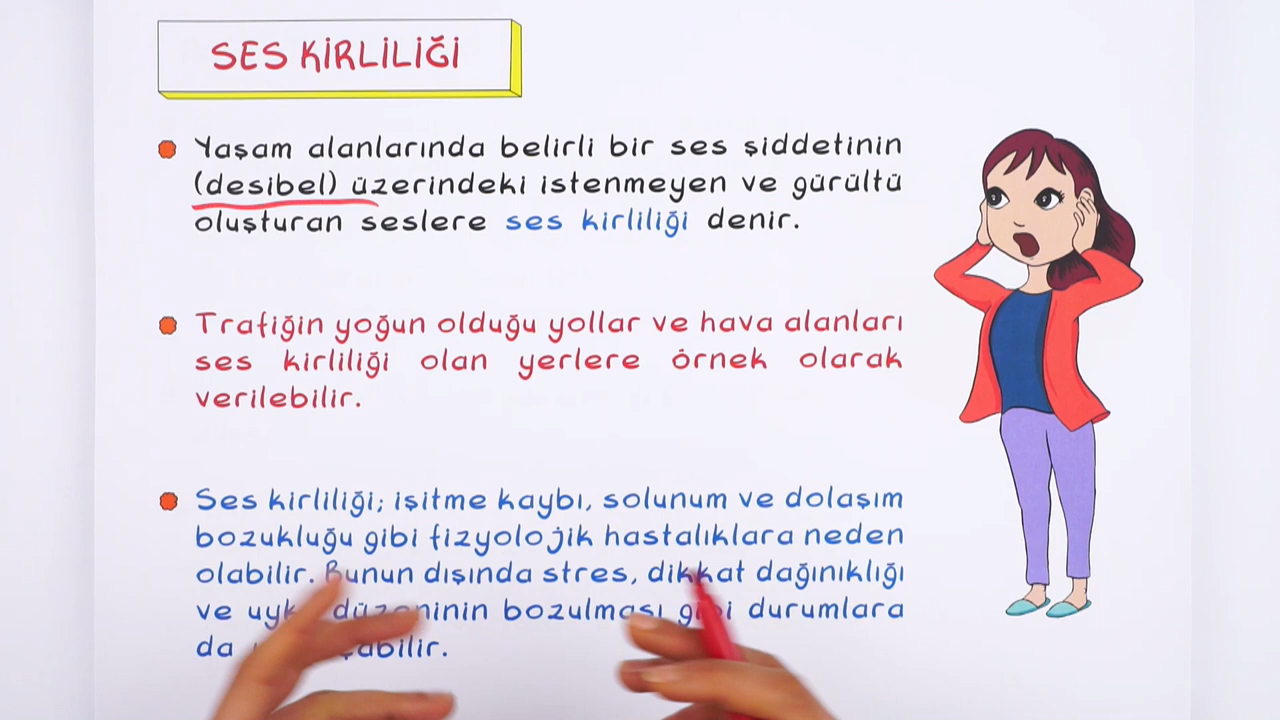 SES KİRLİLİĞİ
Yaşam alanlarında belirli bir ses şiddetinin
(desibel) üzerindeki istenmeyen ve gürültü
oluşturan seslere ses kirliliği denir.
Trafiğin yoğun olduğu yollar ve hava alanları
ses kirliliği olan yerlere örnek olarak
verilebilir.
Ses kirliliği; işitme kaybı, solunum ve dolaşım
bozukluğu gibi fizyolojik hastalıklara neden
olabilir. Bunun dışında stres, dikkat dağınıklığı
ve uyku düzeninin bozulması gibi durumlara
da